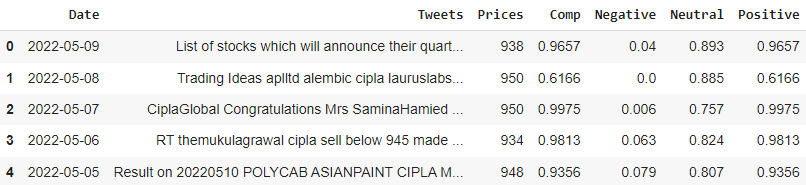 Date Tweets Prices Comp Negative Neutral Positive
0 2022-05-09 List of stocks which will announce their quart... 938 0.9657 0.04 0.893 0.9657
1 2022-05-08 Trading Ideas aplltd alembic cipla lauruslabs... 950 0.6166 0.0 0.885 0.6166
2 2022-05-07 CiplaGlobal Congratulations Mrs SaminaHamied ... 950 0.9975 0.006 0.757 0.9975
3 2022-05-06 RT themukulagrawal cipla sell below 945 made ... 934 0.9813 0.063 0.824 0.9813
4 2022-05-05 Result on 20220510 POLYCAB ASIANPAINT CIPLA M... 948 0.9356 0.079 0.807 0.9356